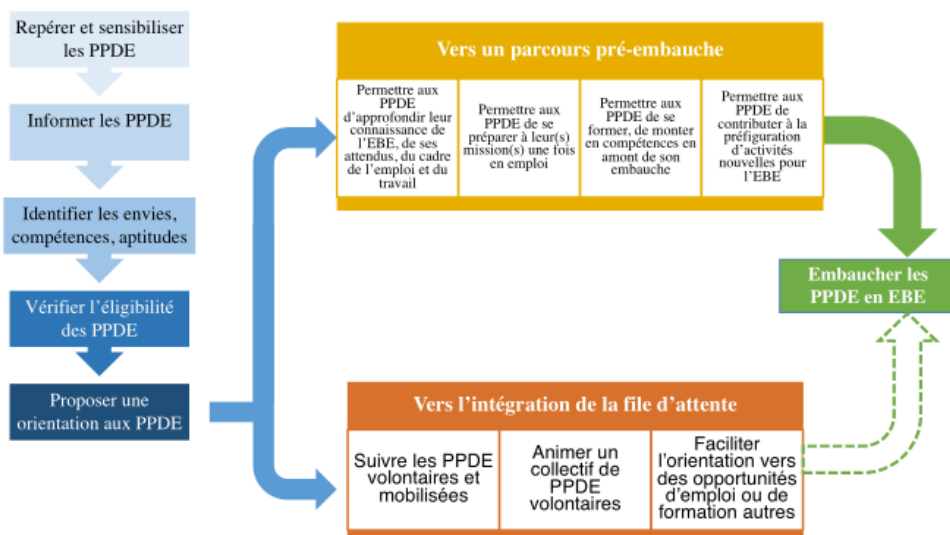 Repérer et sensibiliser
les PPDE
Informer les PPDE
Identifier les envies,
compétences, aptitudes
Vérifier l'éligibilité
des PPDE
Proposer une
orientation aux PPDE
Vers un parcours pré-embauche
Permettre aux
PPDE
d'approfondir leur
connaissance de
l'EBE, de ses
attendus, du cadre
de l'emploi et du
travail
Permettre aux
PPDE de se
préparer à leur(s)
mission(s) une fois
en emploi
Permettre aux
PPDE de se
former, de monter
en compétences en
amont de son
embauche
Permettre aux
PPDE de
contribuer à la
préfiguration
d'activités
nouvelles pour
l'EBE
Embaucher les
PPDE en EBE
Vers l'intégration de la file d'attente
Suivre les PPDE
volontaires et
mobilisées
Animer un
collectif de
PPDE
volontaires
Faciliter
l'orientation vers
des opportunités
d'emploi ou de
formation autres